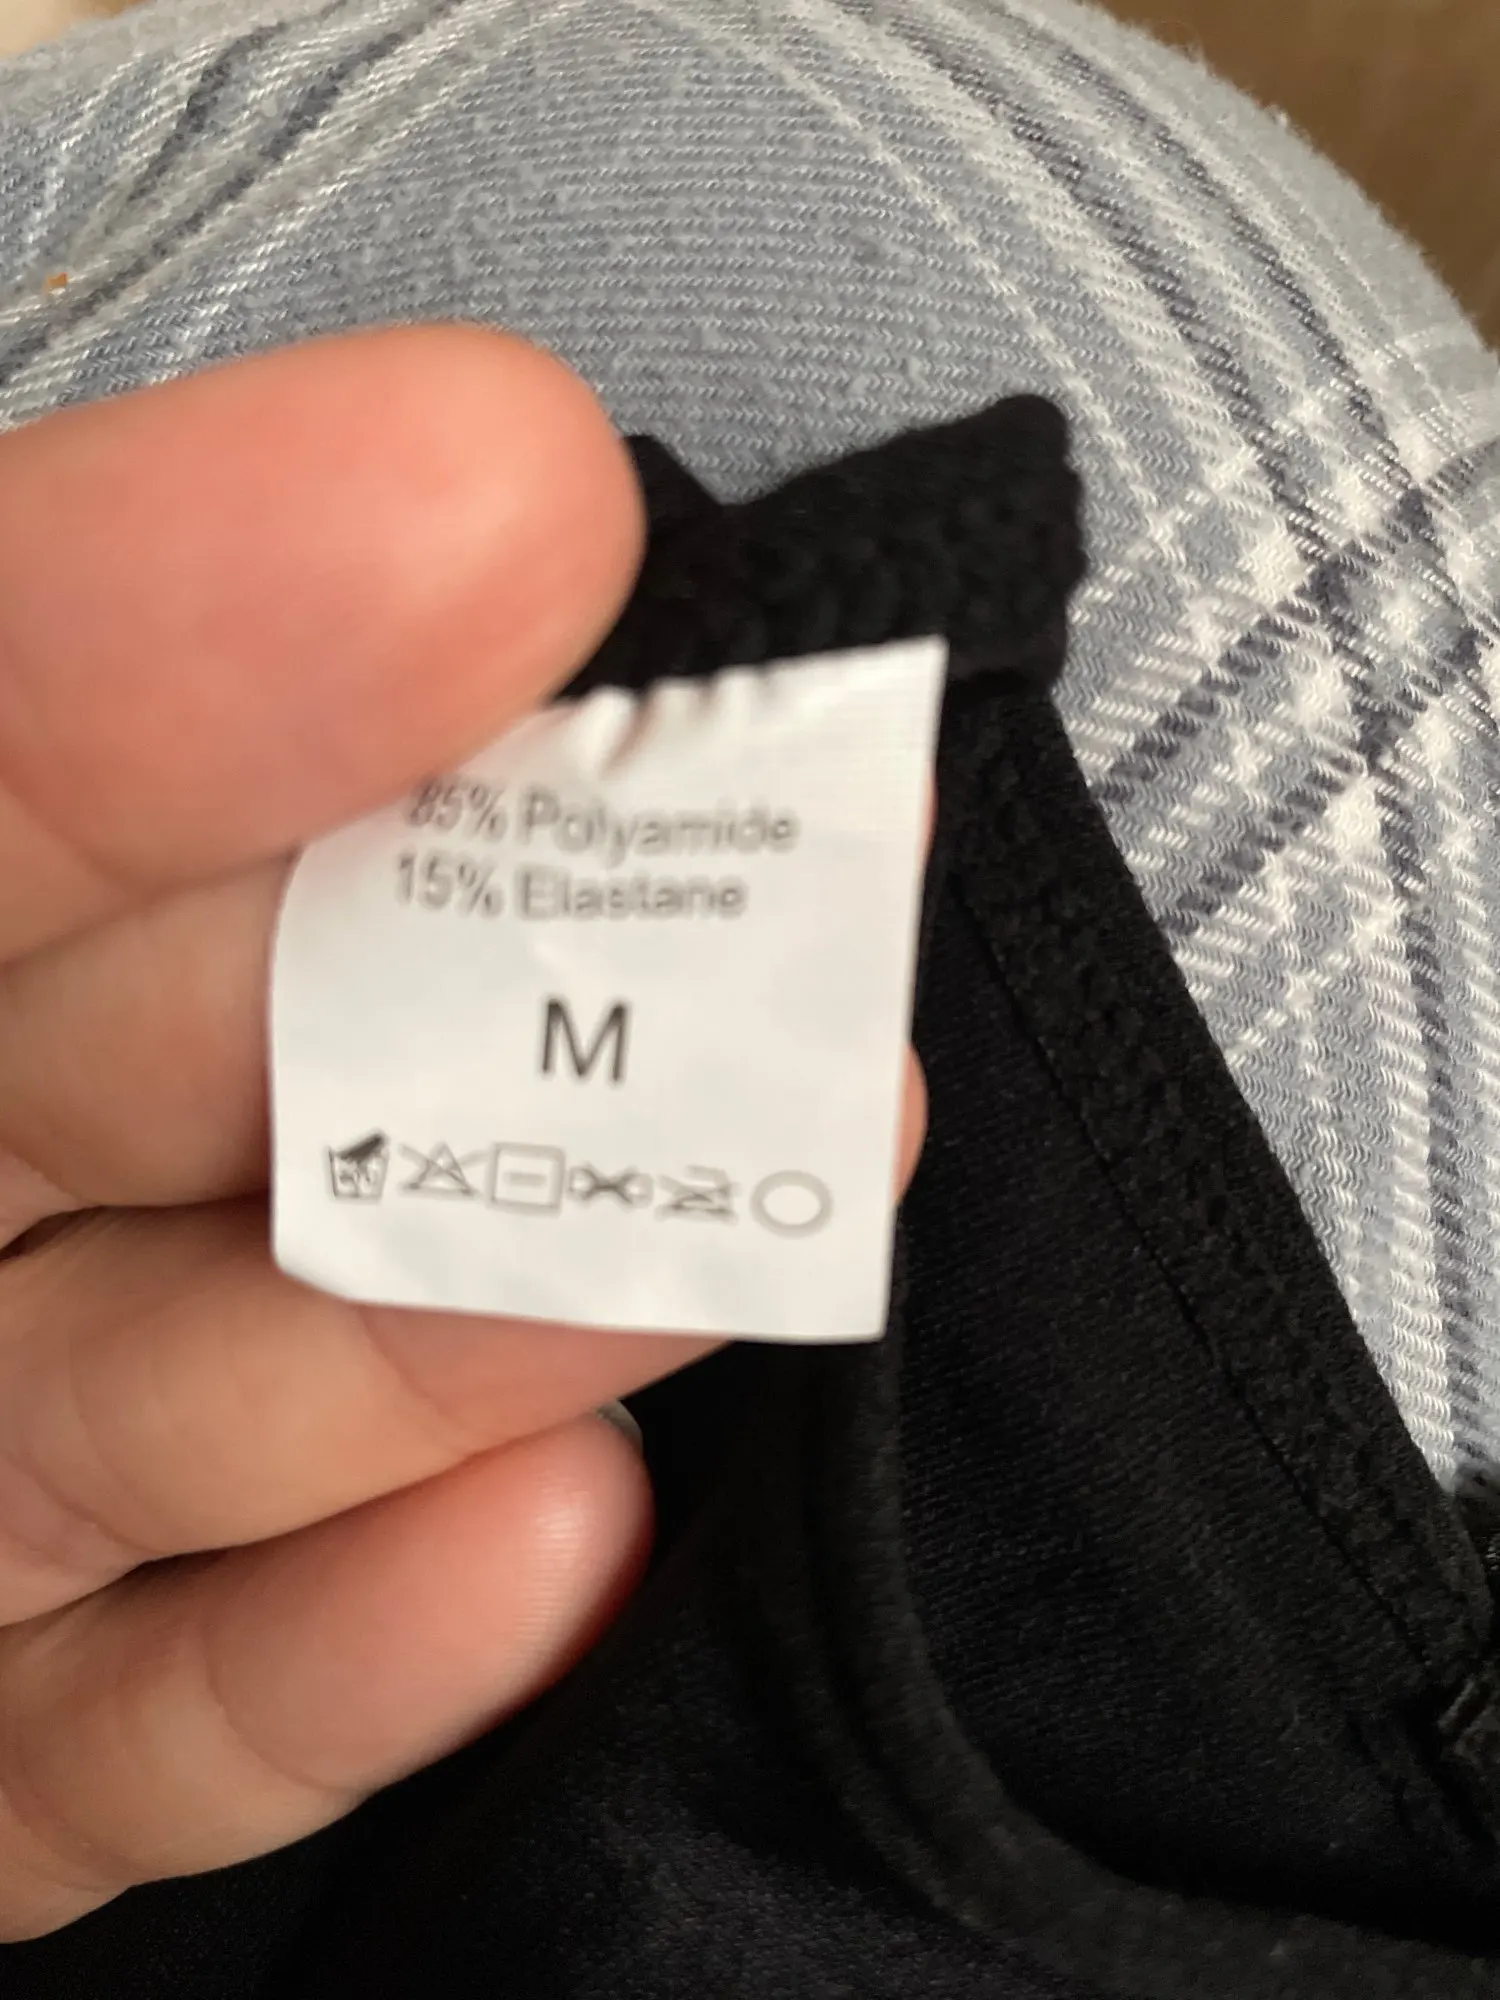 85% Polyamide
15% Elastane
M